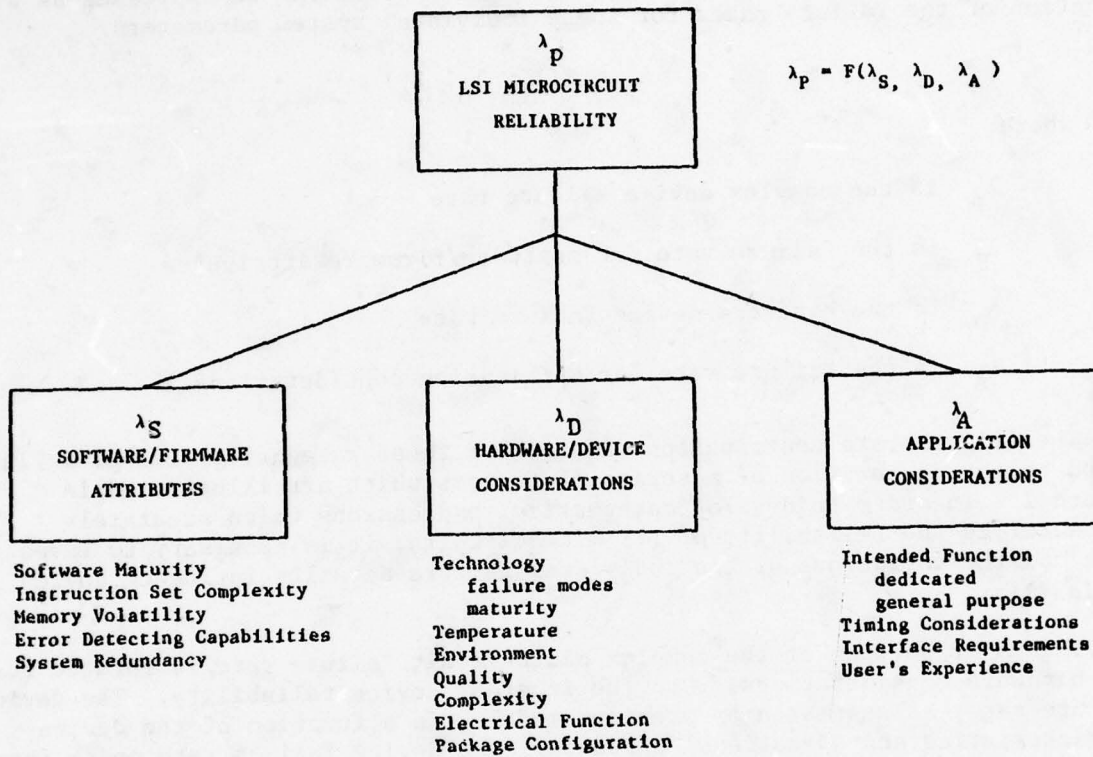 λP
LSI MICROCIRCUIT
RELIABILITY
λP = F(λS, λD, λA )
λS
SOFTWARE/FIRMWARE
ATTRIBUTES
λD
HARDWARE/DEVICE
CONSIDERATIONS
λA
APPLICATION
CONSIDERATIONS
Software Maturity
Instruction Set Complexity
Memory Volatility
Error Detecting Capabilities
System Redundancy
Technology
failure modes
maturity
Temperature
Environment
Quality
Complexity
Electrical Function
Package Configuration
Intended Function
dedicated
general purpose
Timing Considerations
Interface Requirements
User's Experience